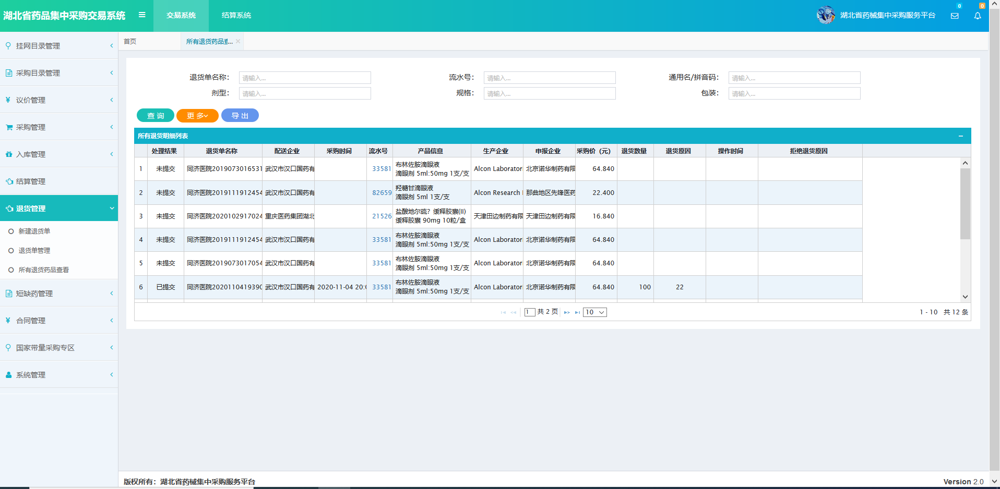 湖北省药品集中采购交易系统 交易系统 结算系统 湖北省药械集中采购服务平台 0 0
首页 所有退货药品查...
挂网目录管理
采购目录管理
议价管理
采购管理
入库管理
结算管理
退货管理
新建退货单
退货单管理
所有退货药品查看
短缺药管理
合同管理
国家带量采购专区
系统管理
退货单名称: 请输入... 流水号: 请输入... 通用名/拼音码: 请输入...
剂型: 请输入... 规格: 请输入... 包装: 请输入...
查 询 更 多 导 出
所有退货明细列表
处理结果 退货单名称 配送企业 采购时间 流水号 产品信息 生产企业 申报企业 采购价（元） 退货数量 退货原因 操作时间 拒绝退货原因
1 未提交 同济医院2019073016531 武汉市汉口国药有 33581 布林佐胺滴眼液 Alcon Laborator 北京诺华制药有限 64.840
滴眼剂 5ml:50mg 1支/支
2 未提交 同济医院2019111912454 武汉市汉口国药有 82659 羟糖甘滴眼液 Alcon Research 那曲地区先锋医药 22.400
滴眼剂 5ml 1支/支
3 未提交 同济医院2020102917024 重庆医药集团湖北 21526 盐酸地尔硫? 缓释胶囊(II) 天津田边制药有限 天津田边制药有限 16.840
缓释胶囊 90mg 10粒/盒
4 未提交 同济医院2019111912454 武汉市汉口国药有 33581 布林佐胺滴眼液 Alcon Laborator 北京诺华制药有限 64.840
滴眼剂 5ml:50mg 1支/支
5 未提交 同济医院2019073017054 武汉市汉口国药有 33581 布林佐胺滴眼液 Alcon Laborator 北京诺华制药有限 64.840
滴眼剂 5ml:50mg 1支/支
6 已提交 同济医院2020110419390 武汉市汉口国药有 2020-11-04 20:0 33581 布林佐胺滴眼液 Alcon Laborator 北京诺华制药有限 64.840 100 22
滴眼剂 5ml:50mg 1支/支
1 共 2 页 10 1 - 10 共 12 条
版权所有：湖北省药械集中采购服务平台 Version 2.0